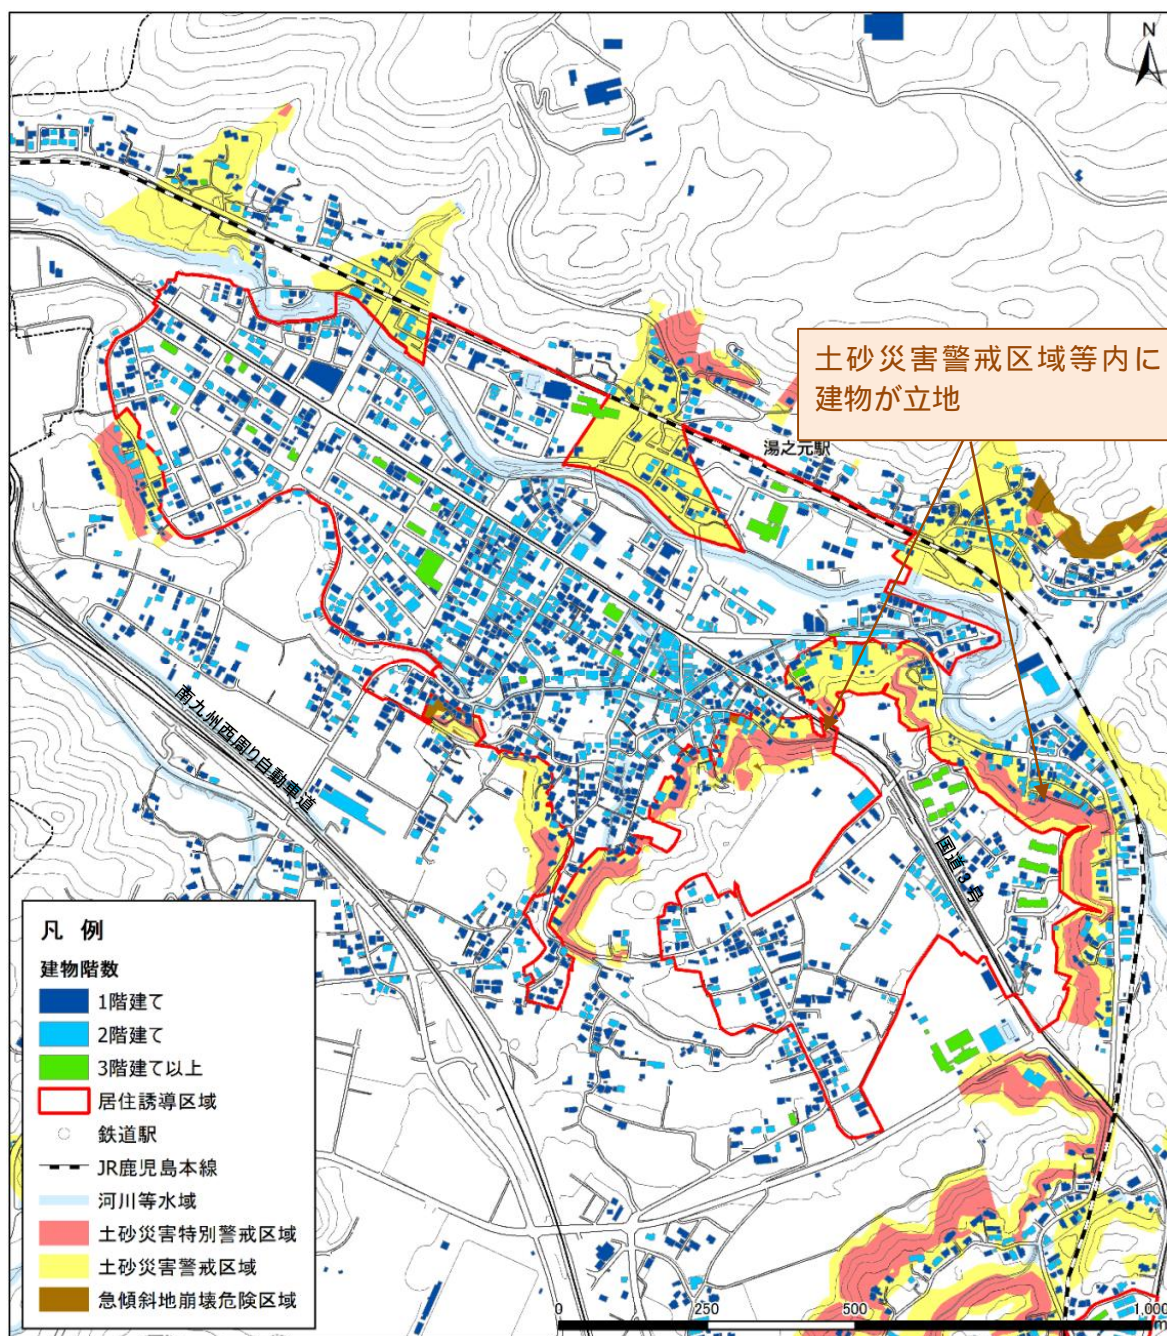 N
土砂災害警戒区域等内に
建物が立地
湯之元駅
南九州西周り自動車道
国道3号
凡 例
建物階数
1階建て
2階建て
3階建て以上
居住誘導区域
鉄道駅
JR鹿児島本線
河川等水域
土砂災害特別警戒区域
土砂災害警戒区域
急傾斜地崩壊危険区域
0 250 500 1,000
m